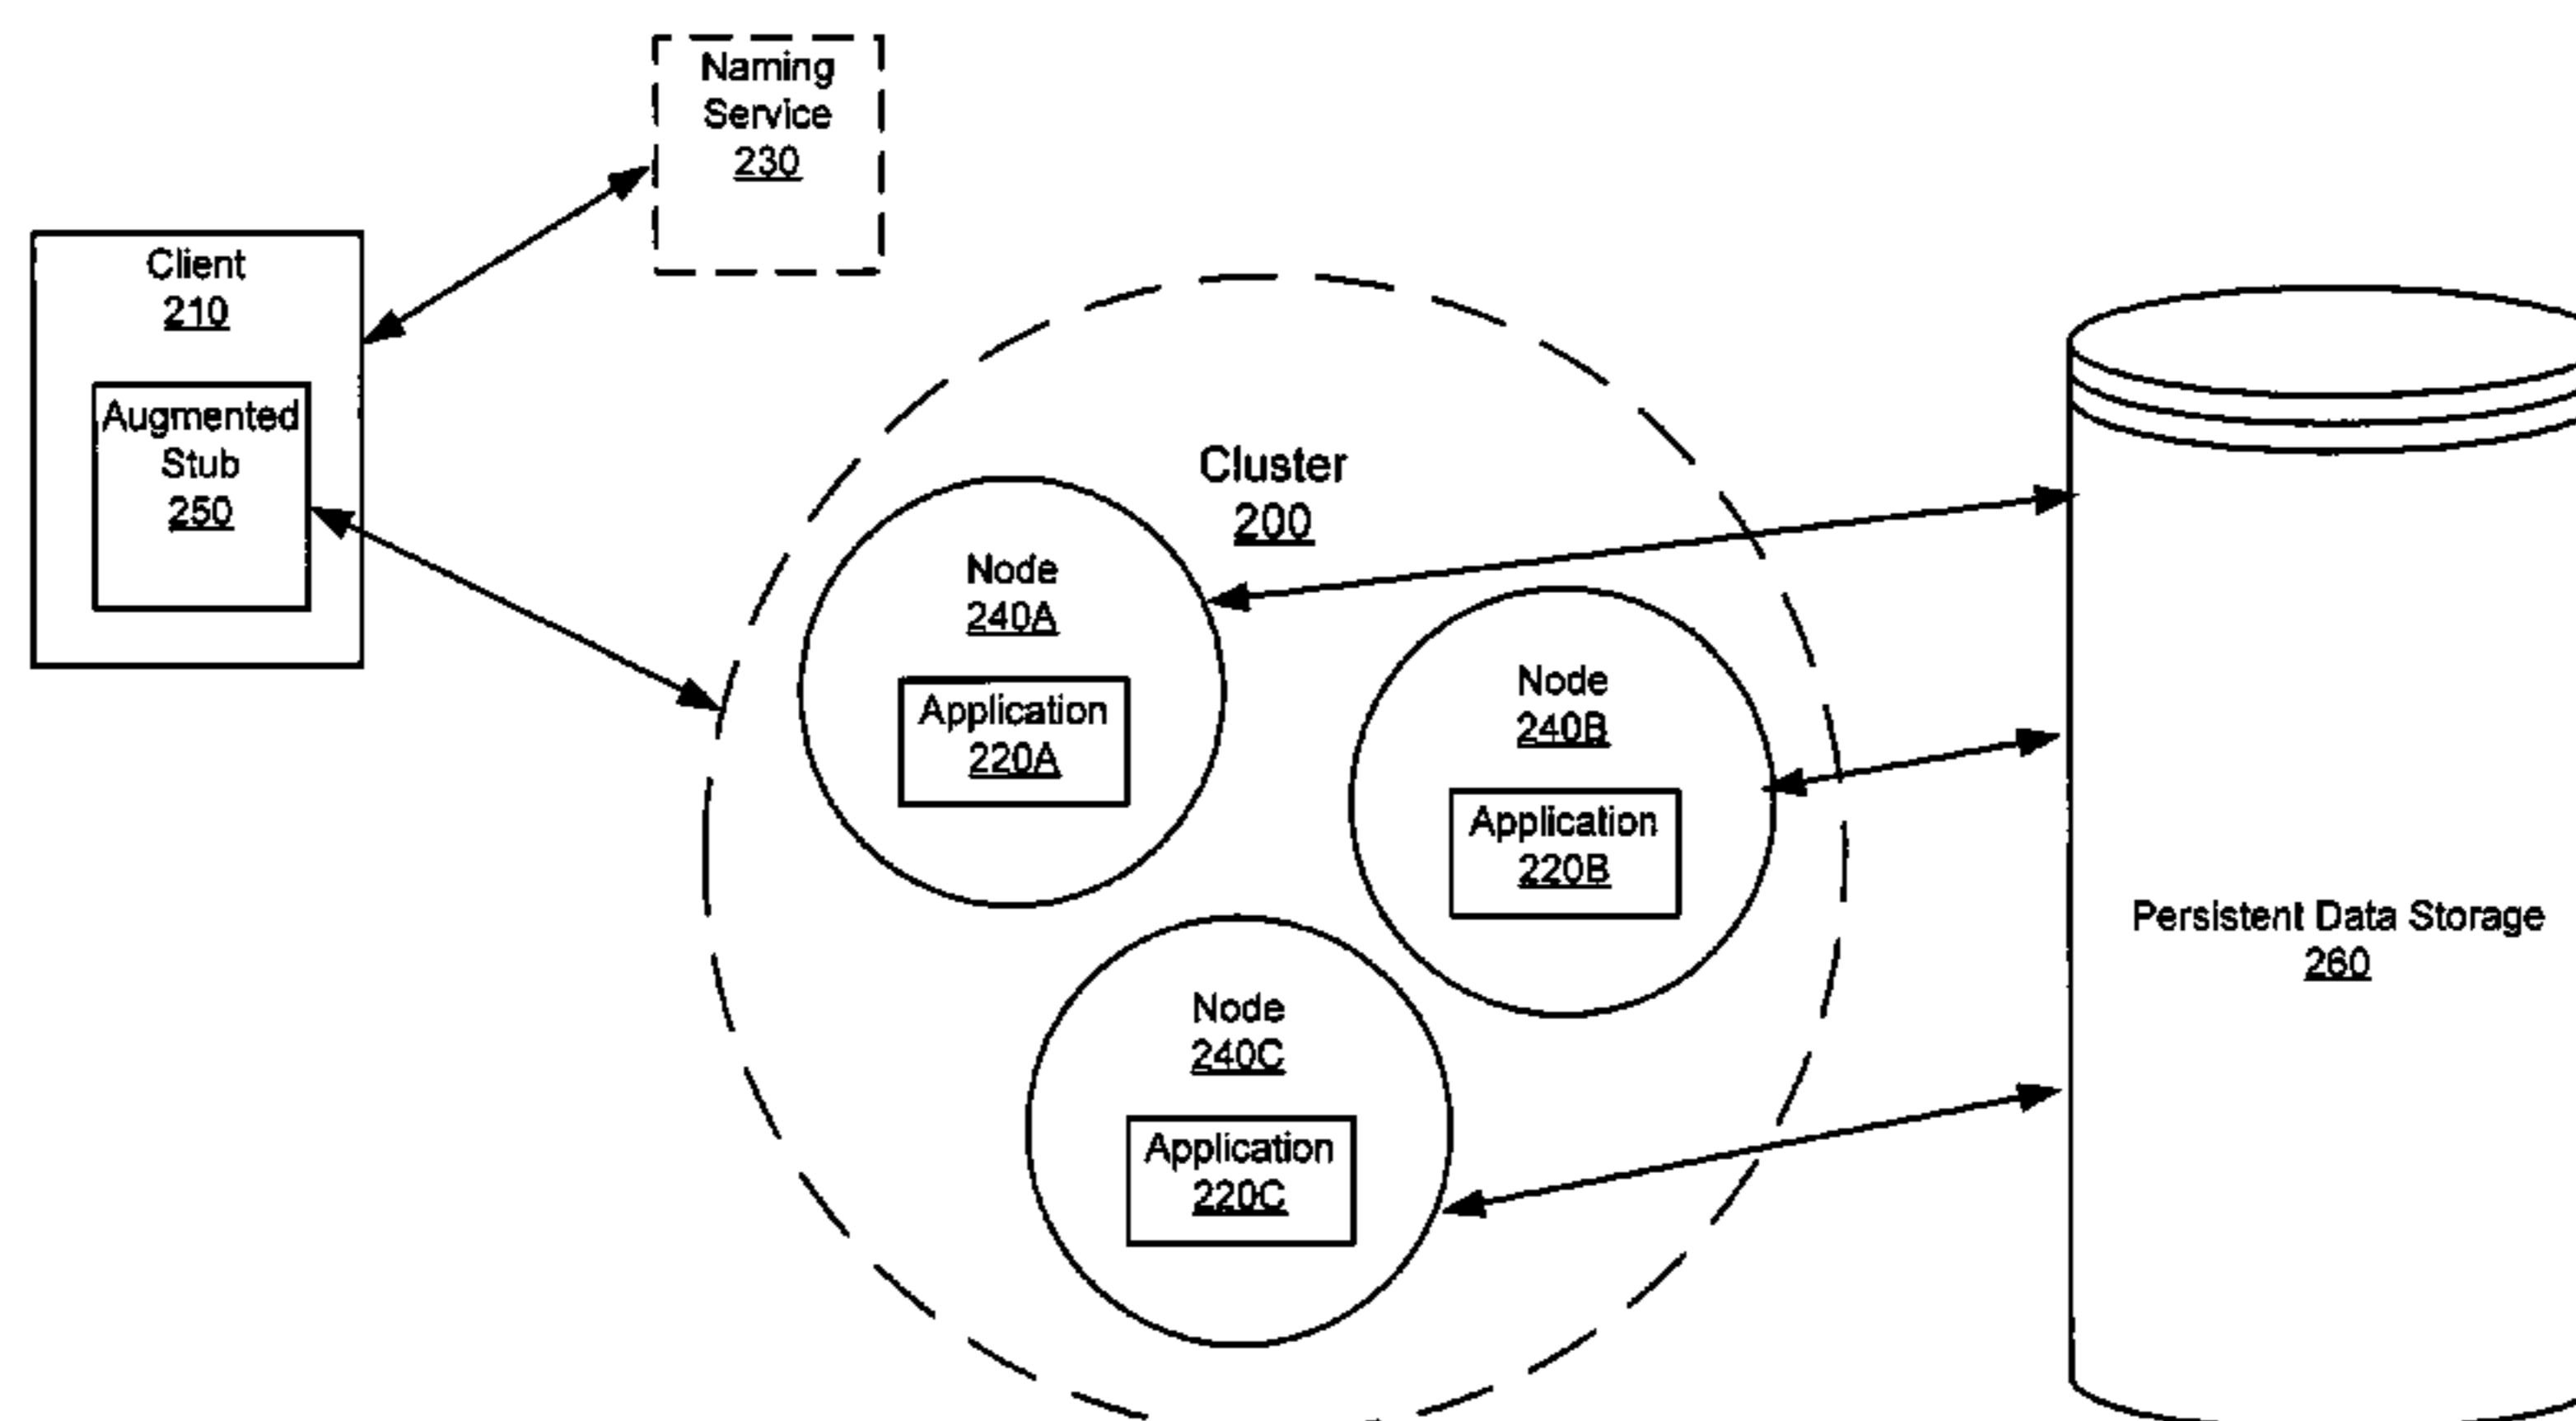 Naming
Service
230
Client
210
Augmented
Stub
250
Cluster
200
Node
240A
Application
220A
Node
240B
Application
220B
Persistent Data Storage
260
Node
240C
Application
220C